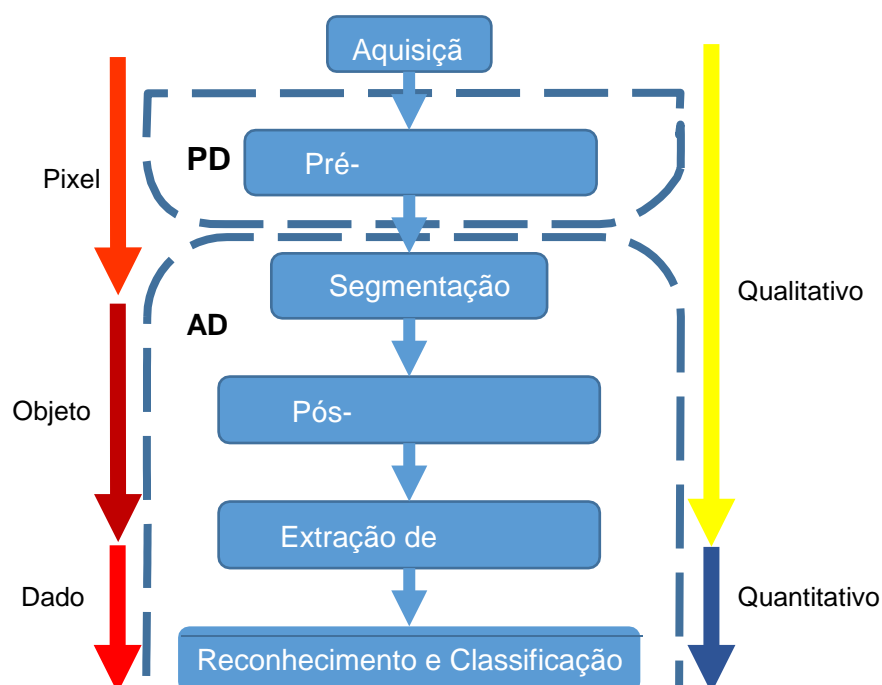 Aquisiçã
PD
Pré-
Pixel
Segmentação
Qualitativo
AD
Pós-
Objeto
Extração de
Dado
Quantitativo
Reconhecimento e Classificação